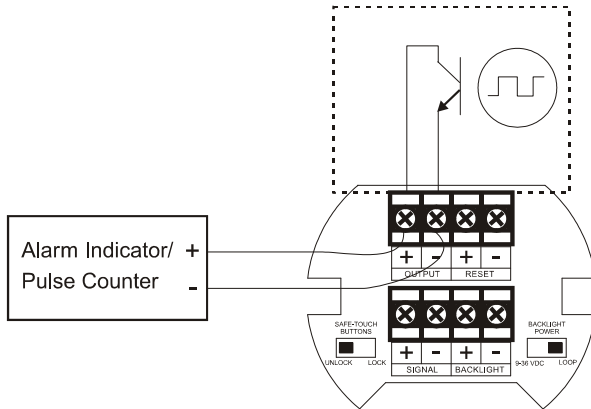 Alarm Indicator/ +
Pulse Counter -
+ - + -
OUTPUT RESET
SAFE-TOUCH
BUTTONS
UNLOCK LOCK
+ - + -
SIGNAL BACKLIGHT
BACKLIGHT
POWER
9-36 VDC LOOP